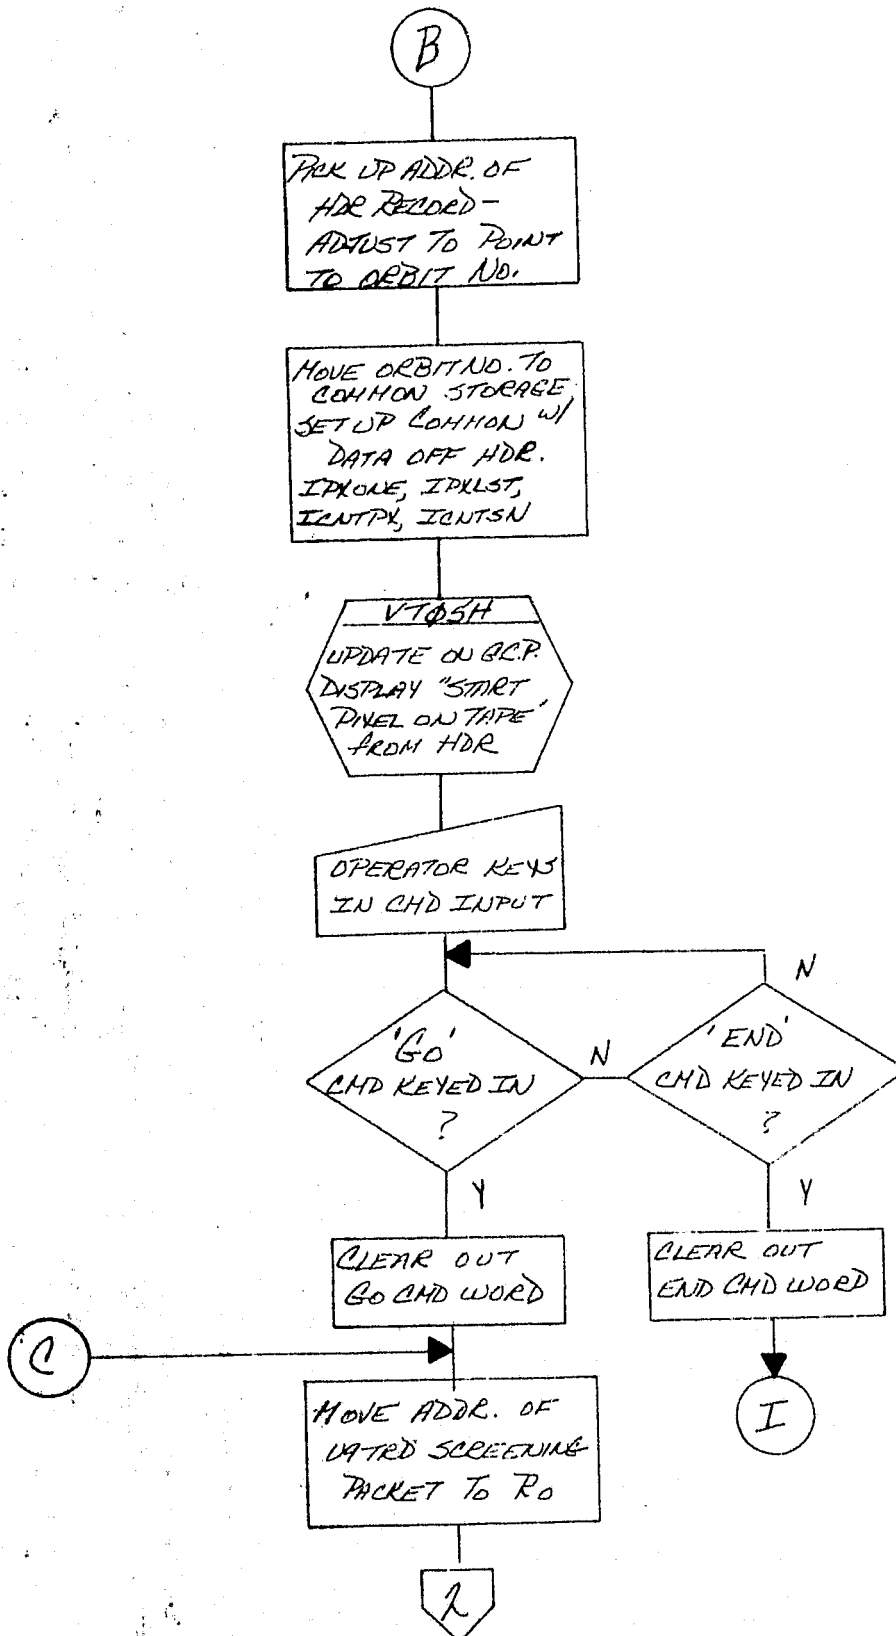 B
PICK UP ADDR. OF
HDR RECORD-
ADJUST TO POINT
TO ORBIT NO.
MOVE ORBIT NO. TO
COMMON STORAGE,
SET UP COMMON W/
DATA OFF HDR.
IPXONE, IPXLST,
ICNTPX, ICNTSN
VTØ5H
UPDATE ON G.C.P.
DISPLAY "START
PIXEL ON TAPE"
FROM HDR
OPERATOR KEYS
IN CMD INPUT
N
'GO'
CMD KEYED IN
?
N
'END'
CMD KEYED IN
?
Y
Y
CLEAR OUT
GO CMD WORD
CLEAR OUT
END CMD WORD
C
I
MOVE ADDR. OF
SCREENING
PACKET TO R0
2